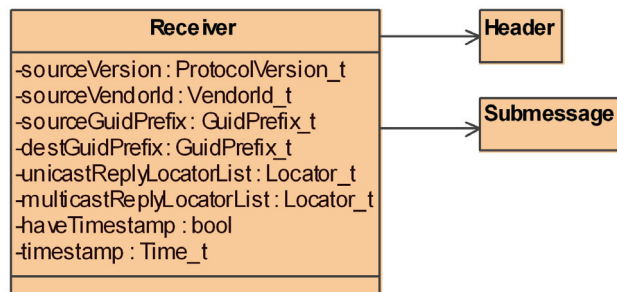 Receiver
-sourceVersion : ProtocolVersion_t
-sourceVendorId : VendorId_t
-sourceGuidPrefix : GuidPrefix_t
-destGuidPrefix : GuidPrefix_t
-unicastReplyLocatorList : Locator_t
-multicastReplyLocatorList : Locator_t
-haveTimestamp : bool
-timestamp : Time_t
Header
Submessage